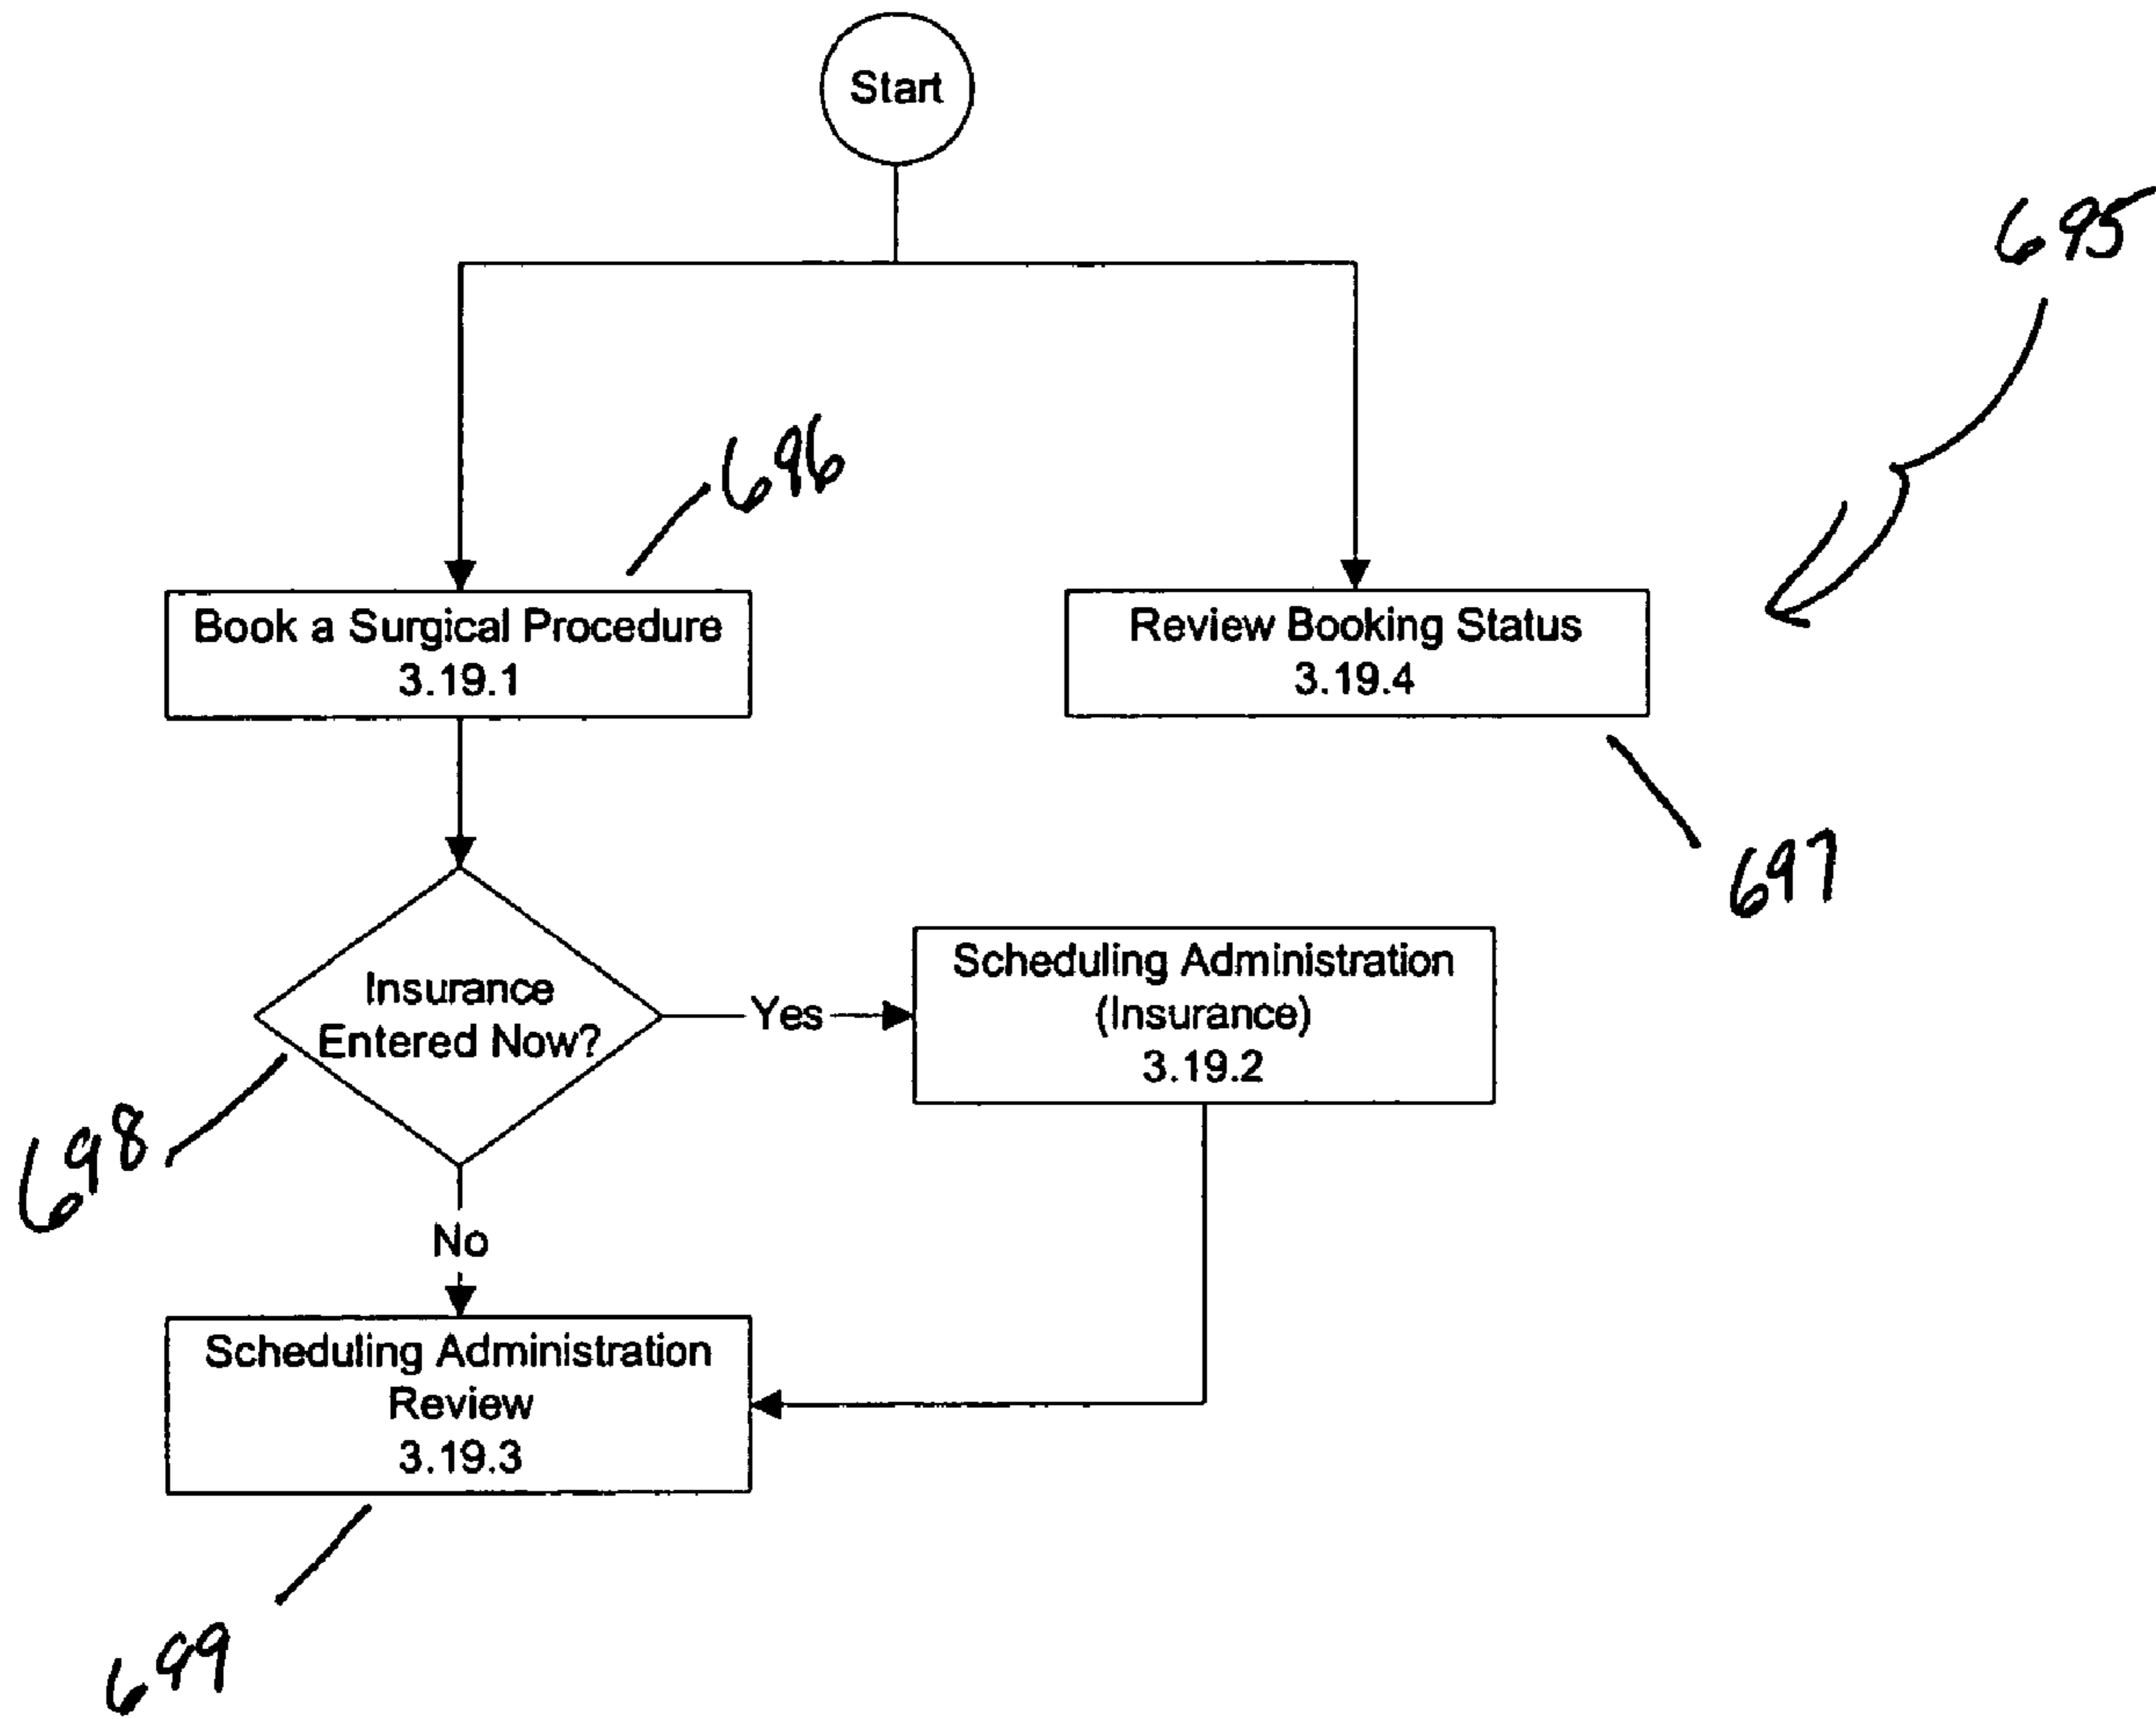 Start
695
696
Book a Surgical Procedure
3.19.1
Review Booking Status
3.19.4
697
Insurance
Entered Now?
Yes
Scheduling Administration
(Insurance)
3.19.2
698
No
Scheduling Administration
Review
3.19.3
699